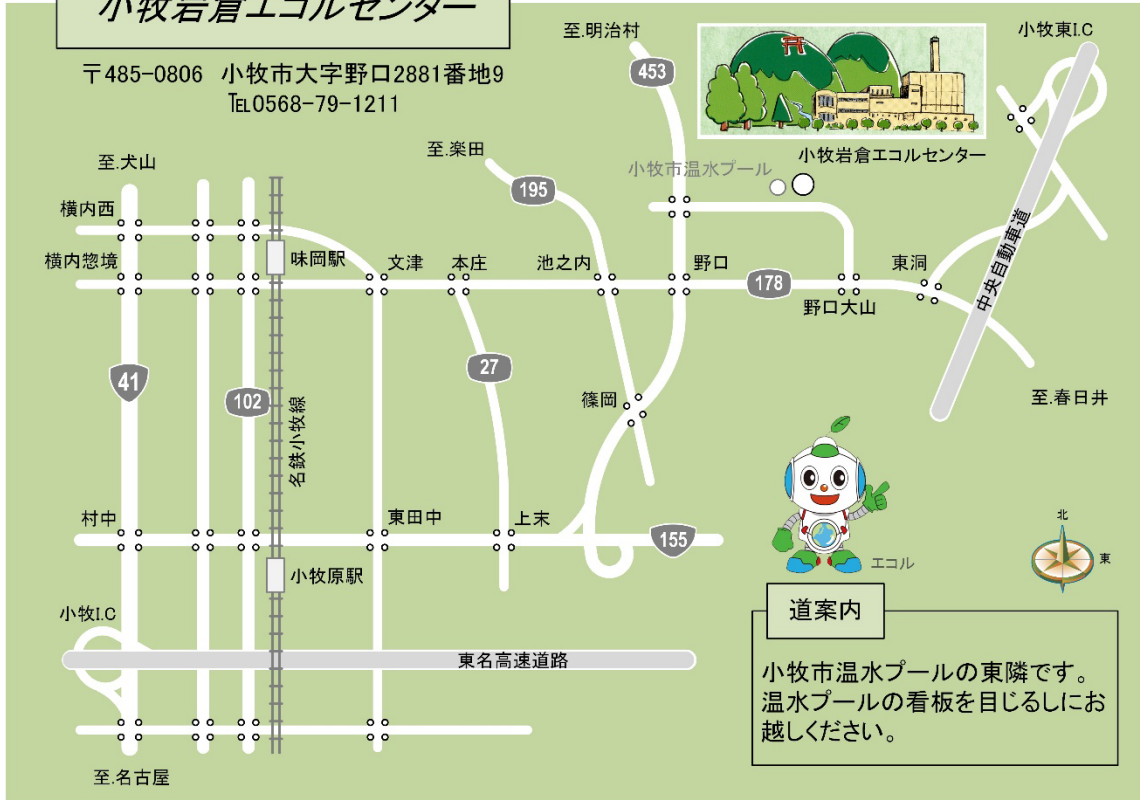 小牧岩倉エコルセンター
〒485-0806 小牧市大字野口2881番地9
℡0568-79-1211
至.明治村
小牧東I.C
453
小牧岩倉エコルセンター
小牧市温水プール
至.犬山
至.楽田
195
横内西
横内惣境
味岡駅
文津
本庄
池之内
野口
178
東洞
野口大山
中央自動車道
41
102
27
名鉄小牧線
篠岡
至.春日井
村中
東田中
上末
155
小牧原駅
エコル
北
東
小牧I.C
東名高速道路
至.名古屋
道案内
小牧市温水プールの東隣です。
温水プールの看板を目じるしにお
越しください。